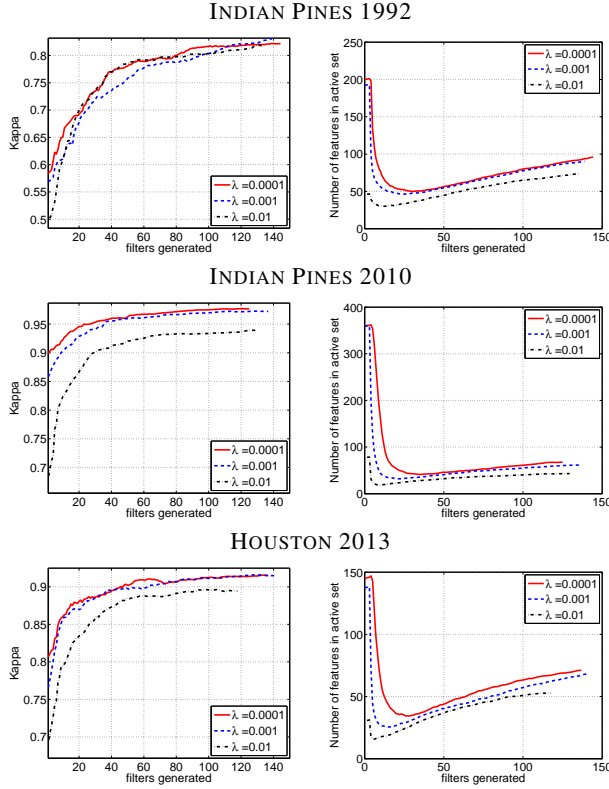 INDIAN PINES 1992
Kappa
0.8
0.75
0.7
0.65
0.6
0.55
0.5
0 20 40 60 80 100 120 140
filters generated
λ =0.0001
λ =0.001
λ =0.01
Number of features in active set
250
200
150
100
50
0
0 50 100 150
filters generated
λ =0.0001
λ =0.001
λ =0.01
INDIAN PINES 2010
Kappa
0.95
0.9
0.85
0.8
0.75
0.7
0 20 40 60 80 100 120 140
filters generated
λ =0.0001
λ =0.001
λ =0.01
Number of features in active set
400
300
200
100
0
0 50 100 150
filters generated
λ =0.0001
λ =0.001
λ =0.01
HOUSTON 2013
Kappa
0.9
0.85
0.8
0.75
0.7
0 20 40 60 80 100 120 140
filters generated
λ =0.0001
λ =0.001
λ =0.01
Number of features in active set
150
100
50
0
0 50 100 150
filters generated
λ =0.0001
λ =0.001
λ =0.01